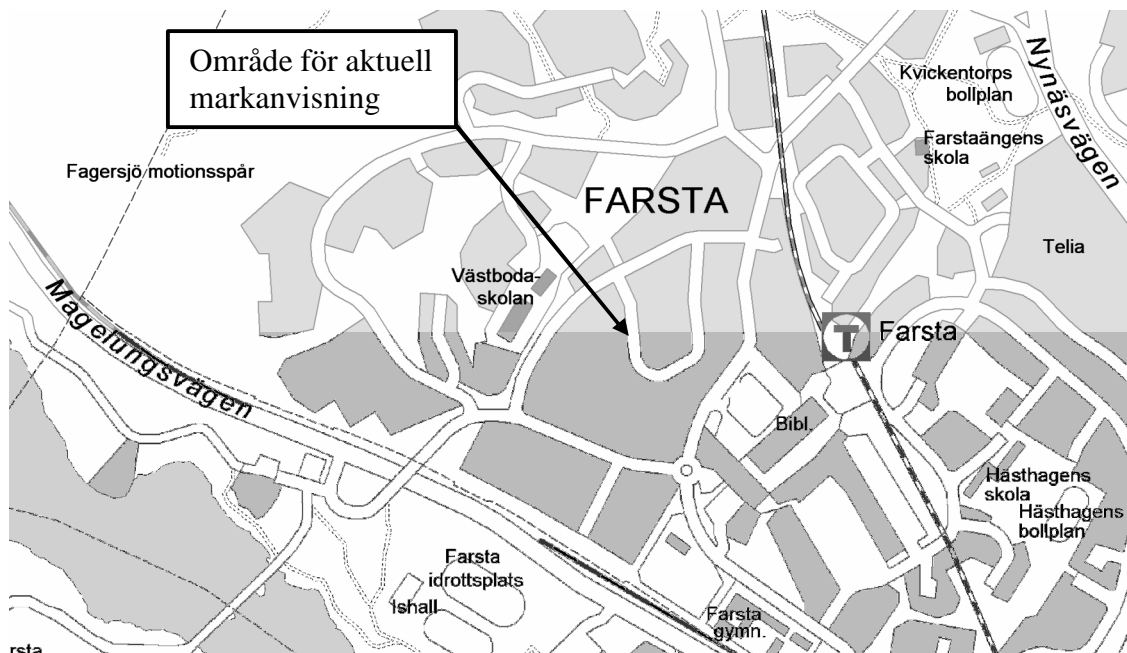 Område för aktuell
markanvisning
Kvickentorps
bollplan
Nynäsvägen
Farstaängens
skola
Fagersjö motionsspår
FARSTA
Telia
Västboda-
skolan
Magelungsvägen
T
Farsta
Bibl.
Hästhagens
skola
Hästhagens
bollplan
Farsta
idrottsplats
Ishall
Farsta
gymn.
rsta